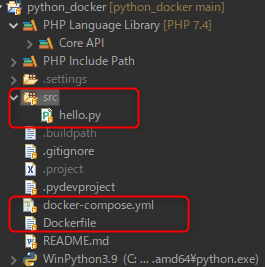 python_docker [python_docker main]
PHP Language Library [PHP 7.4]
Core API
PHP Include Path
.settings
src
hello.py
.buildpath
.gitignore
.project
.pydevproject
docker-compose.yml
Dockerfile
README.md
WinPython3.9 (C: ... .amd64¥python.exe)